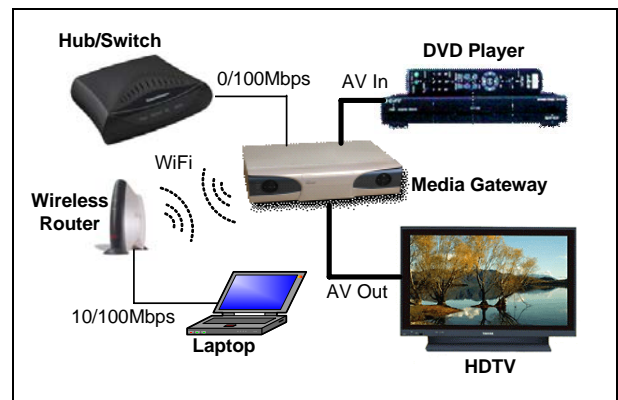 Hub/Switch
DVD Player
0/100Mbps
AV In
WiFi
Wireless
Router
Media Gateway
10/100Mbps
AV Out
Laptop
HDTV